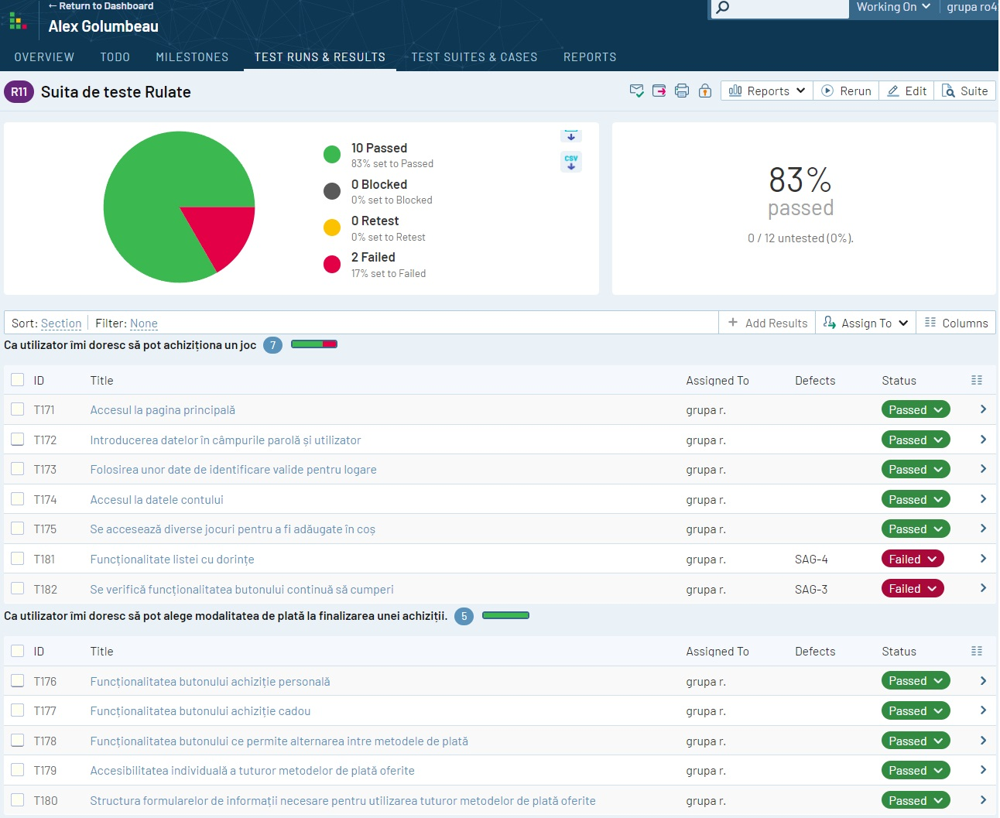 ← Return to Dashboard
Working On
grupa ro4
Alex Golumbeau
OVERVIEW TODO MILESTONES TEST RUNS & RESULTS TEST SUITES & CASES REPORTS
R11 Suita de teste Rulate
Reports Rerun Edit Suite
10 Passed
83% set to Passed
0 Blocked
0% set to Blocked
0 Retest
0% set to Retest
2 Failed
17% set to Failed
CSV
83%
passed
0 / 12 untested (0%).
Sort: Section Filter: None + Add Results Assign To Columns
Ca utilizator îmi doresc să pot achiziționa un joc 7
ID Title Assigned To Defects Status
T171 Accesul la pagina principală grupa r. Passed
T172 Introducerea datelor în câmpurile parolă și utilizator grupa r. Passed
T173 Folosirea unor date de identificare valide pentru logare grupa r. Passed
T174 Accesul la datele contului grupa r. Passed
T175 Se accesează diverse jocuri pentru a fi adăugate în coș grupa r. Passed
T181 Funcționalitate listei cu dorințe grupa r. SAG-4 Failed
T182 Se verifică funcționalitatea butonului continuă să cumperi grupa r. SAG-3 Failed
Ca utilizator îmi doresc să pot alege modalitatea de plată la finalizarea unei achiziții. 5
ID Title Assigned To Defects Status
T176 Funcționalitatea butonului achiziție personală grupa r. Passed
T177 Funcționalitatea butonului achiziție cadou grupa r. Passed
T178 Funcționalitatea butonului ce permite alternarea intre metodele de plată grupa r. Passed
T179 Accesibilitatea individuală a tuturor metodelor de plată oferite grupa r. Passed
T180 Structura formularelor de informații necesare pentru utilizarea tuturor metodelor de plată oferite grupa r. Passed